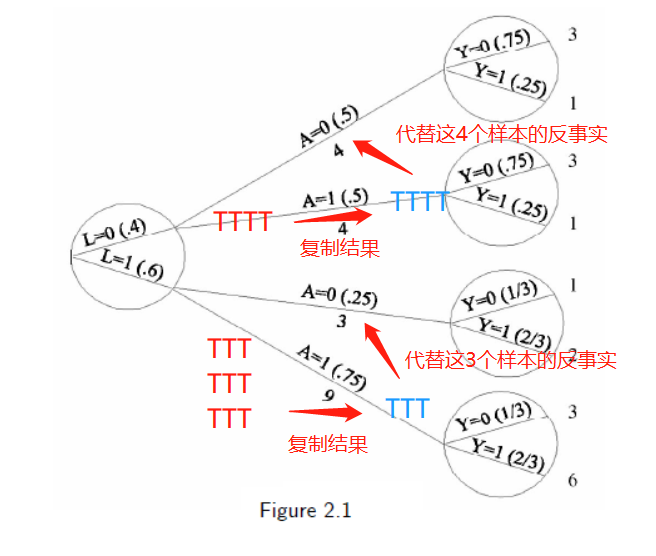 3
Y=0 (.75)
Y=1 (.25)
1
A=0 (.5)
4
代替这4个样本的反事实
3
Y=0 (.75)
Y=1 (.25)
1
A=1 (.5)
4
TTTT
TTTT
复制结果
L=0 (.4)
L=1 (.6)
A=0 (.25)
3
1
Y=0 (1/3)
Y=1 (2/3)
2
代替这3个样本的反事实
TTT
TTT
TTT
A=1 (.75)
9
TTT
复制结果
3
Y=0 (1/3)
Y=1 (2/3)
6
Figure 2.1